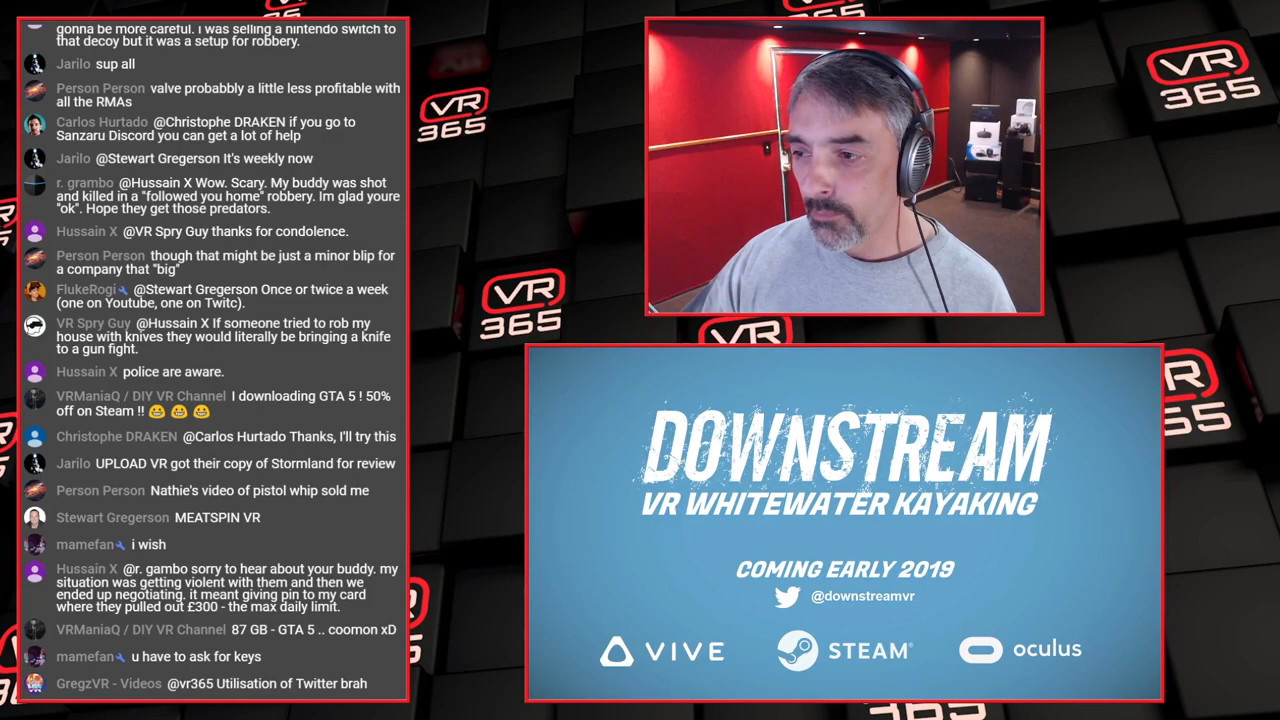 gonna be more careful. i was selling a nintendo switch to
that decoy but it was a setup for robbery.
Jarilo sup all
Person Person valve probabbly a little less profitable with
all the RMAs
Carlos Hurtado @Christophe DRAKEN if you go to
Sanzaru Discord you can get a lot of help
Jarilo @Stewart Gregerson It's weekly now
r. grambo @Hussain X Wow. Scary. My buddy was shot
and killed in a "followed you home" robbery. Im glad youre
"ok". Hope they get those predators.
Hussain X @VR Spry Guy thanks for condolence.
Person Person though that might be just a minor blip for
a company that "big"
FlukeRogi @Stewart Gregerson Once or twice a week
(one on Youtube, one on Twitc).
VR Spry Guy @Hussain X If someone tried to rob my
house with knives they would literally be bringing a knife
to a gun fight.
Hussain X police are aware.
VRManiaQ / DIY VR Channel I downloading GTA 5 ! 50%
off on Steam !! 😂 😂 😂
Christophe DRAKEN @Carlos Hurtado Thanks, I'll try this
Jarilo UPLOAD VR got their copy of Stormland for review
Person Person Nathie's video of pistol whip sold me
Stewart Gregerson MEATSPIN VR
mamefan i wish
Hussain X @r. gambo sorry to hear about your buddy. my
situation was getting violent with them and then we
ended up negotiating. it meant giving pin to my card
where they pulled out £300 - the max daily limit.
VRManiaQ / DIY VR Channel 87 GB - GTA 5 .. coomon xD
mamefan u have to ask for keys
GregzVR - Videos @vr365 Utilisation of Twitter brah
VR
365
VR
365
VR
365
VR
R
65
365
DOWNSTREAM
VR WHITEWATER KAYAKING
COMING EARLY 2019
@downstreamvr
VIVE
STEAM
oculus